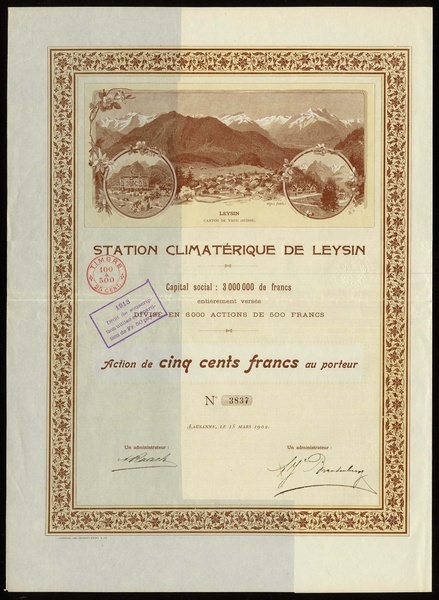 LEYSIN
CANTON DE VAUD (SUISSE)
STATION CLIMATÉRIQUE DE LEYSIN
TIMBRE
100 à 500
Capital social : 3 000 000 de francs
entièrement versés
1913
DIVISÉ EN 6000 ACTIONS DE 500 FRANCS
Action de cinq cents francs au porteur
N° 3837
LAUSANNE, LE 15 MARS 1902.
Un administrateur :
Un administrateur :